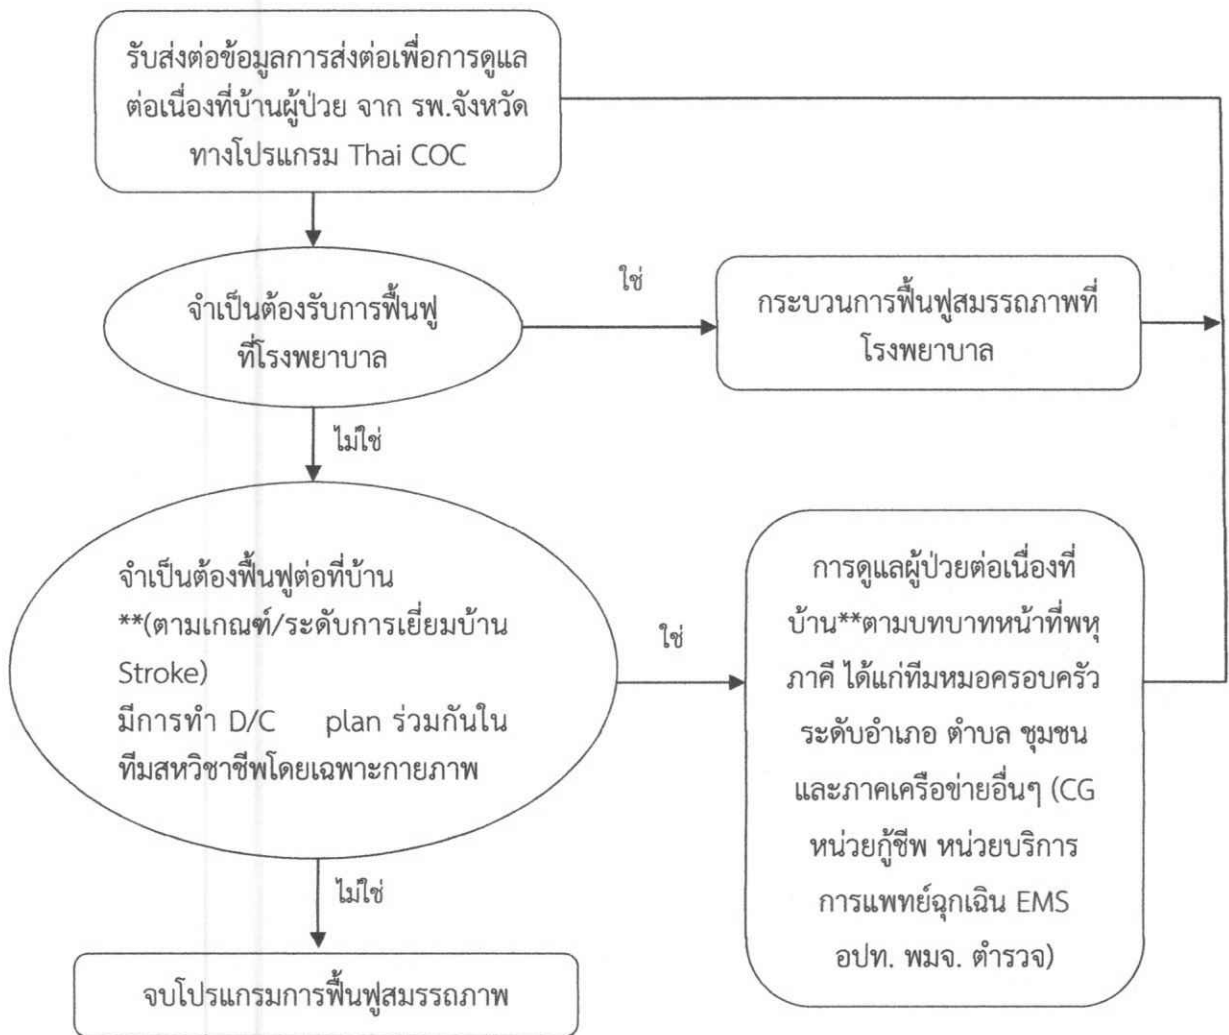 รับส่งต่อข้อมูลการส่งต่อเพื่อการดูแล
ต่อเนื่องที่บ้านผู้ป่วย จาก รพ.จังหวัด
ทางโปรแกรม Thai COC
จำเป็นต้องรับการฟื้นฟู
ที่โรงพยาบาล
ใช่
กระบวนการฟื้นฟูสมรรถภาพที่
โรงพยาบาล
ไม่ใช่
จำเป็นต้องฟื้นฟูต่อที่บ้าน
**(ตามเกณฑ์/ระดับการเยี่ยมบ้าน
Stroke)
มีการทำ D/C plan ร่วมกันใน
ทีมสหวิชาชีพโดยเฉพาะกายภาพ
ใช่
การดูแลผู้ป่วยต่อเนื่องที่
บ้าน**ตามบทบาทหน้าที่พหุ
ภาคี ได้แก่ทีมหมอครอบครัว
ระดับอำเภอ ตำบล ชุมชน
และภาคเครือข่ายอื่นๆ (CG
หน่วยกู้ชีพ หน่วยบริการ
การแพทย์ฉุกเฉิน EMS
อปท. พมจ. ตำรวจ)
ไม่ใช่
จบโปรแกรมการฟื้นฟูสมรรถภาพ